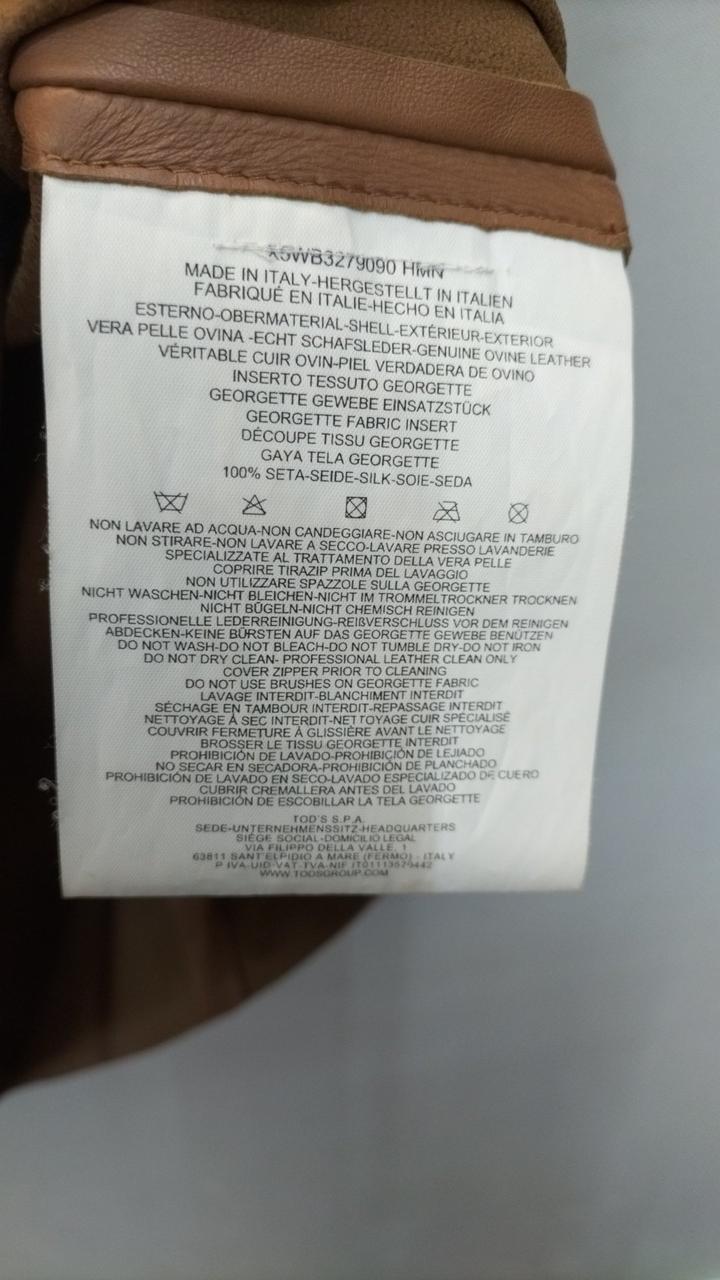 X5WB3279090 HMN
MADE IN ITALY-HERGESTELLT IN ITALIEN
FABRIQUÉ EN ITALIE-HECHO EN ITALIA
ESTERNO-OBERMATERIAL-SHELL-EXTÉRIEUR-EXTERIOR
VERA PELLE OVINA -ECHT SCHAFSLEDER-GENUINE OVINE LEATHER
VÉRITABLE CUIR OVIN-PIEL VERDADERA DE OVINO
INSERTO TESSUTO GEORGETTE
GEORGETTE GEWEBE EINSATZSTÜCK
GEORGETTE FABRIC INSERT
DÉCOUPE TISSU GEORGETTE
GAYA TELA GEORGETTE
100% SETA-SEIDE-SILK-SOIE-SEDA
NON LAVARE AD ACQUA-NON CANDEGGIARE-NON ASCIUGARE IN TAMBURO
NON STIRARE-NON LAVARE A SECCO-LAVARE PRESSO LAVANDERIE
SPECIALIZZATE AL TRATTAMENTO DELLA VERA PELLE
COPRIRE TIRAZIP PRIMA DEL LAVAGGIO
NON UTILIZZARE SPAZZOLE SULLA GEORGETTE
NICHT WASCHEN-NICHT BLEICHEN-NICHT IM TROMMELTROCKNER TROCKNEN
NICHT BÜGELN-NICHT CHEMISCH REINIGEN
PROFESSIONELLE LEDERREINIGUNG-REIßVERSCHLUSS VOR DEM REINIGEN
ABDECKEN-KEINE BÜRSTEN AUF DAS GEORGETTE GEWEBE BENÜTZEN
DO NOT WASH-DO NOT BLEACH-DO NOT TUMBLE DRY-DO NOT IRON
DO NOT DRY CLEAN- PROFESSIONAL LEATHER CLEAN ONLY
COVER ZIPPER PRIOR TO CLEANING
DO NOT USE BRUSHES ON GEORGETTE FABRIC
LAVAGE INTERDIT-BLANCHIMENT INTERDIT
SÉCHAGE EN TAMBOUR INTERDIT-REPASSAGE INTERDIT
NETTOYAGE À SEC INTERDIT-NETTOYAGE CUIR SPÉCIALISÉ
COUVRIR FERMETURE À GLISSIÈRE AVANT LE NETTOYAGE
BROSSER LE TISSU GEORGETTE INTERDIT
PROHIBICIÓN DE LAVADO-PROHIBICIÓN DE LEJIADO
NO SECAR EN SECADORA-PROHIBICIÓN DE PLANCHADO
PROHIBICIÓN DE LAVADO EN SECO-LAVADO ESPECIALIZADO DE CUERO
CUBRIR CREMALLERA ANTES DEL LAVADO
PROHIBICIÓN DE ESCOBILLAR LA TELA GEORGETTE
TOD'S S.P.A.
SEDE-UNTERNEHMENSSITZ-HEADQUARTERS
SIÈGE SOCIAL-DOMICILIO LEGAL
VIA FILIPPO DELLA VALLE, 1
63811 SANT'ELPIDIO A MARE (FERMO) - ITALY
P.IVA-UID-VAT-TVA-NIF IT01113570442
WWW.TODSGROUP.COM